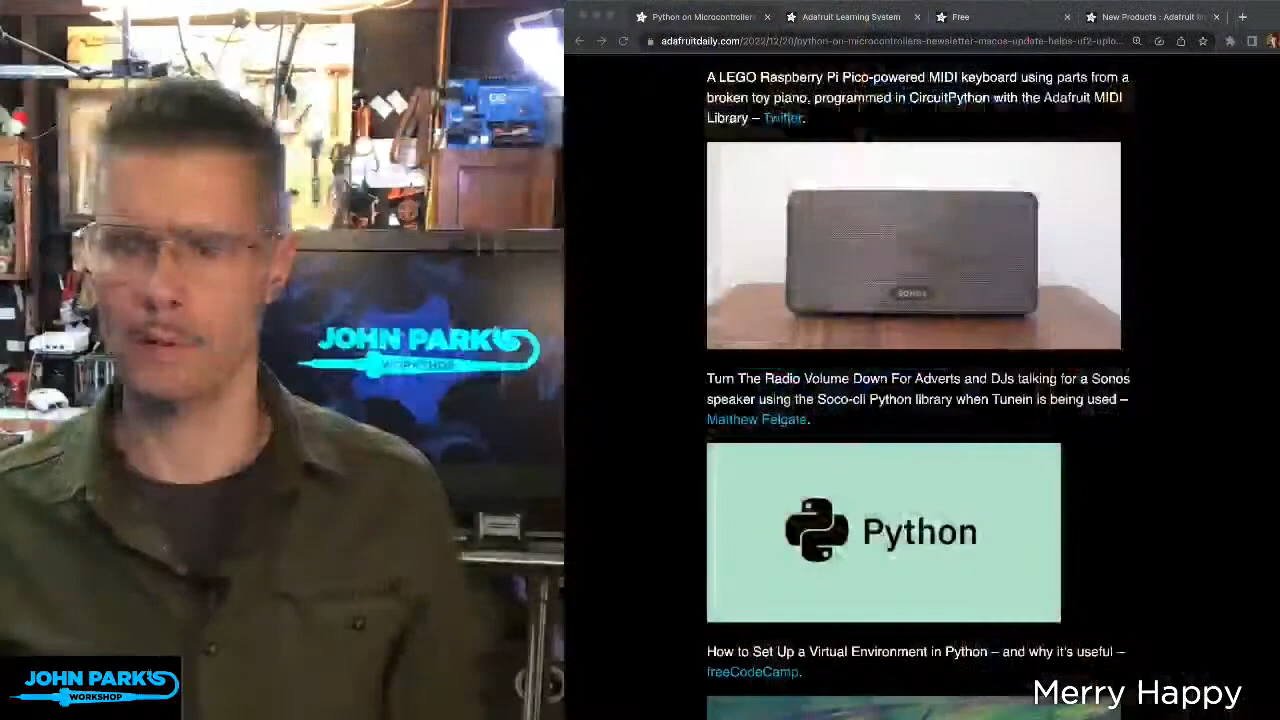 Python on Microcontroller
Adafruit Learning System
Free
New Products : Adafruit
adafruitdaily.com/2022/12/20/python-on-microcontrollers-newsletter-macos-update-helps-uf2-uplo...
A LEGO Raspberry Pi Pico-powered MIDI keyboard using parts from a
broken toy piano, programmed in CircuitPython with the Adafruit MIDI
Library – Twitter.
SONOS
Turn The Radio Volume Down For Adverts and DJs talking for a Sonos
speaker using the Soco-cli Python library when Tunein is being used –
Matthew Felgate.
Python
How to Set Up a Virtual Environment in Python – and why it's useful –
freeCodeCamp.
JOHN PARK'S
WORKSHOP
JOHN PARK'S
WORKSHOP
Merry Happy